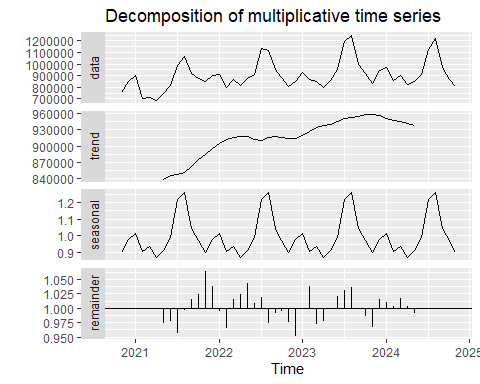 Decomposition of multiplicative time series
1200000
1100000
1000000
900000
800000
700000
data
960000
930000
900000
870000
840000
trend
1.2
1.1
1.0
0.9
seasonal
1.050
1.025
1.000
0.975
0.950
remainder
2021 2022 2023 2024 2025
Time